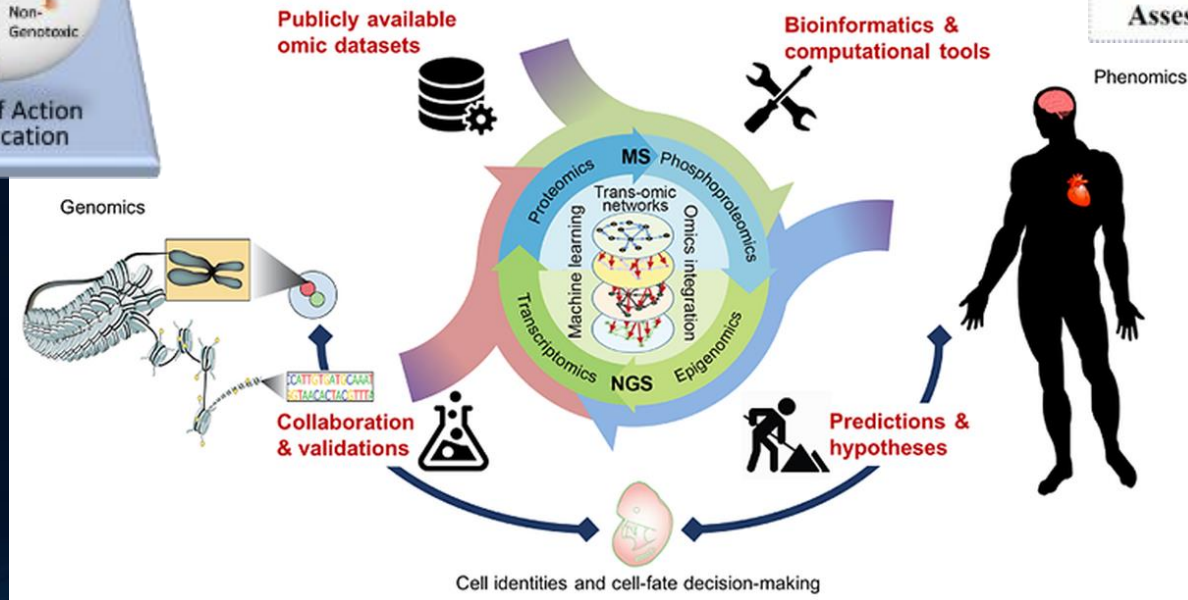 Non-
Genotoxic
f Action
cation
Asses
Publicly available
omic datasets
Bioinformatics &
computational tools
Phenomics
Genomics
Proteomics
MS
Phosphoproteomics
Trans-omic
networks
Machine learning
Omics integration
Transcriptomics
NGS
Epigenomics
CCATTGTGATGCAAAT
GGTAACACTACGTTTA
Collaboration
& validations
Predictions &
hypotheses
Cell identities and cell-fate decision-making